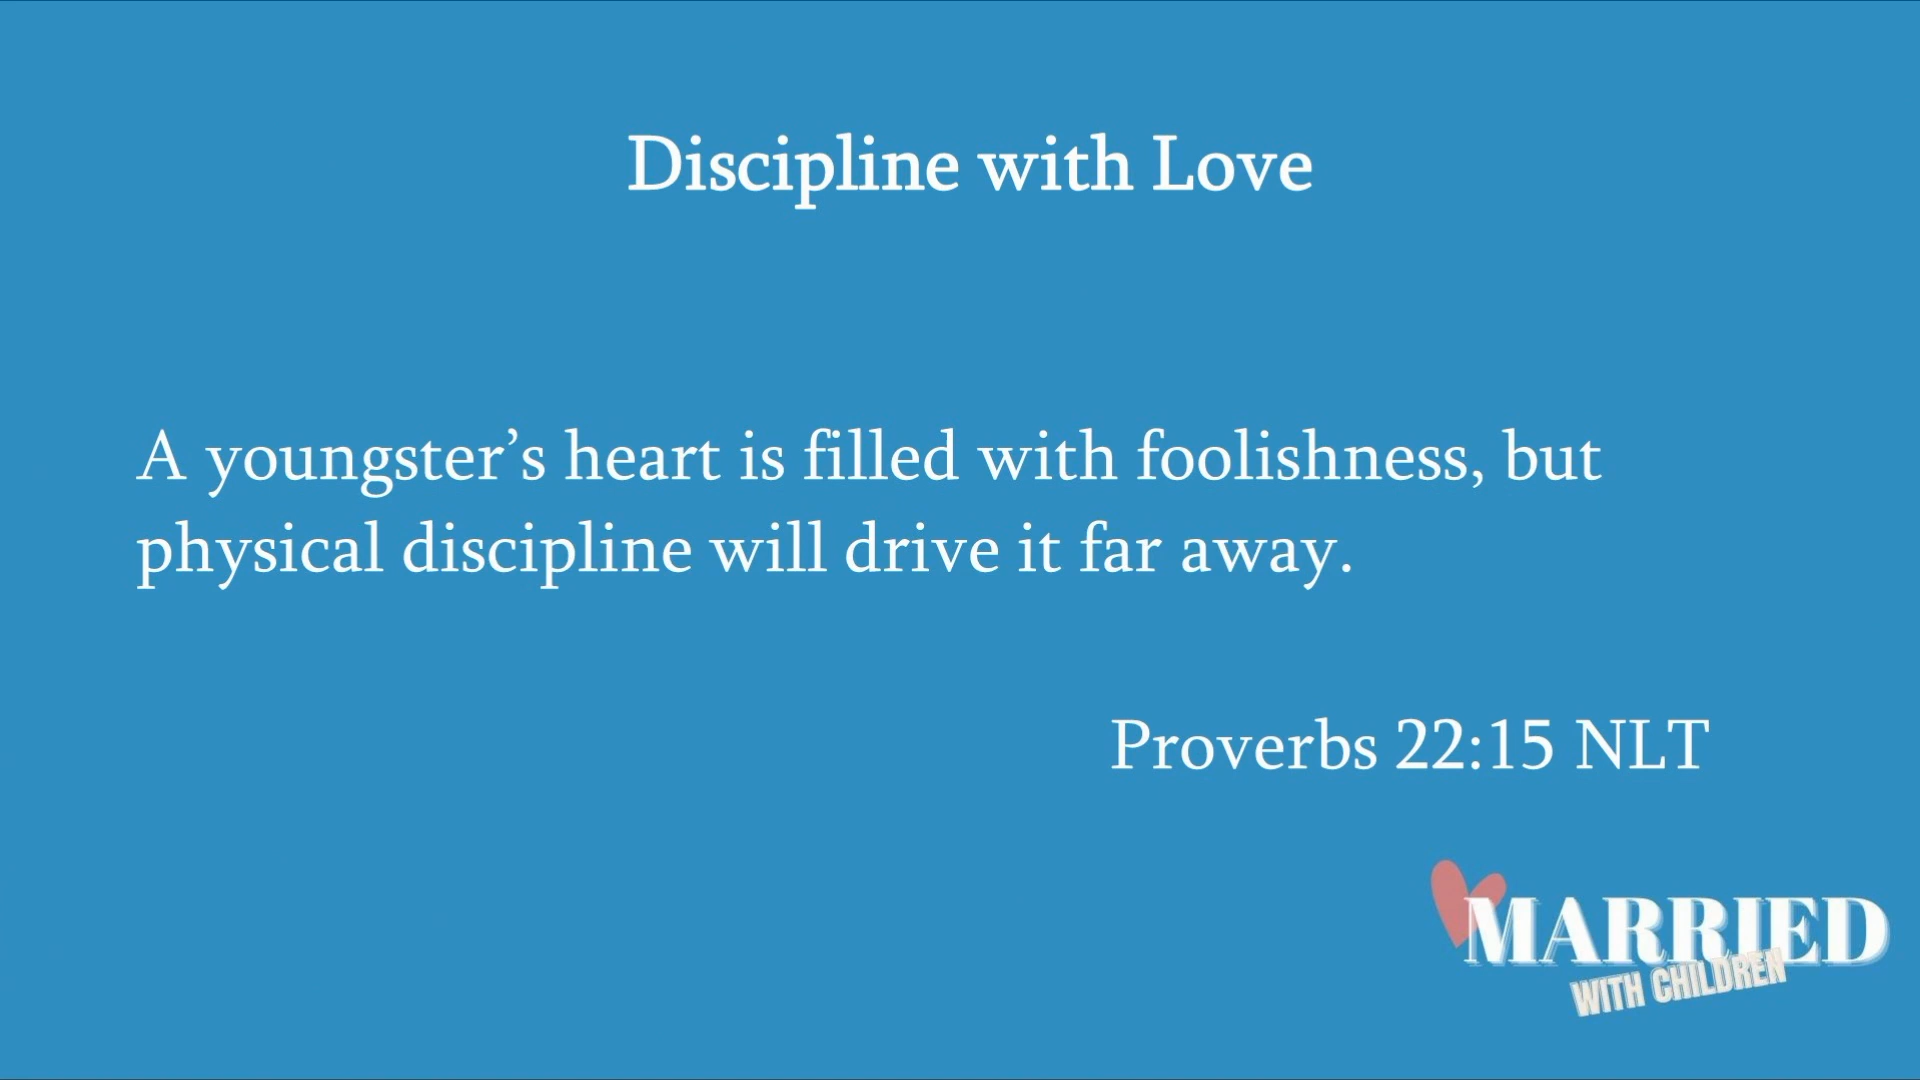 Discipline with Love
A youngster’s heart is filled with foolishness, but
physical discipline will drive it far away.
Proverbs 22:15 NLT
MARRIED
WITH CHILDREN